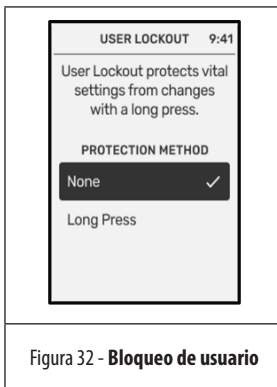 USER LOCKOUT 9:41
User Lockout protects vital
settings from changes
with a long press.
PROTECTION METHOD
None
Long Press
Figura 32 - Bloqueo de usuario